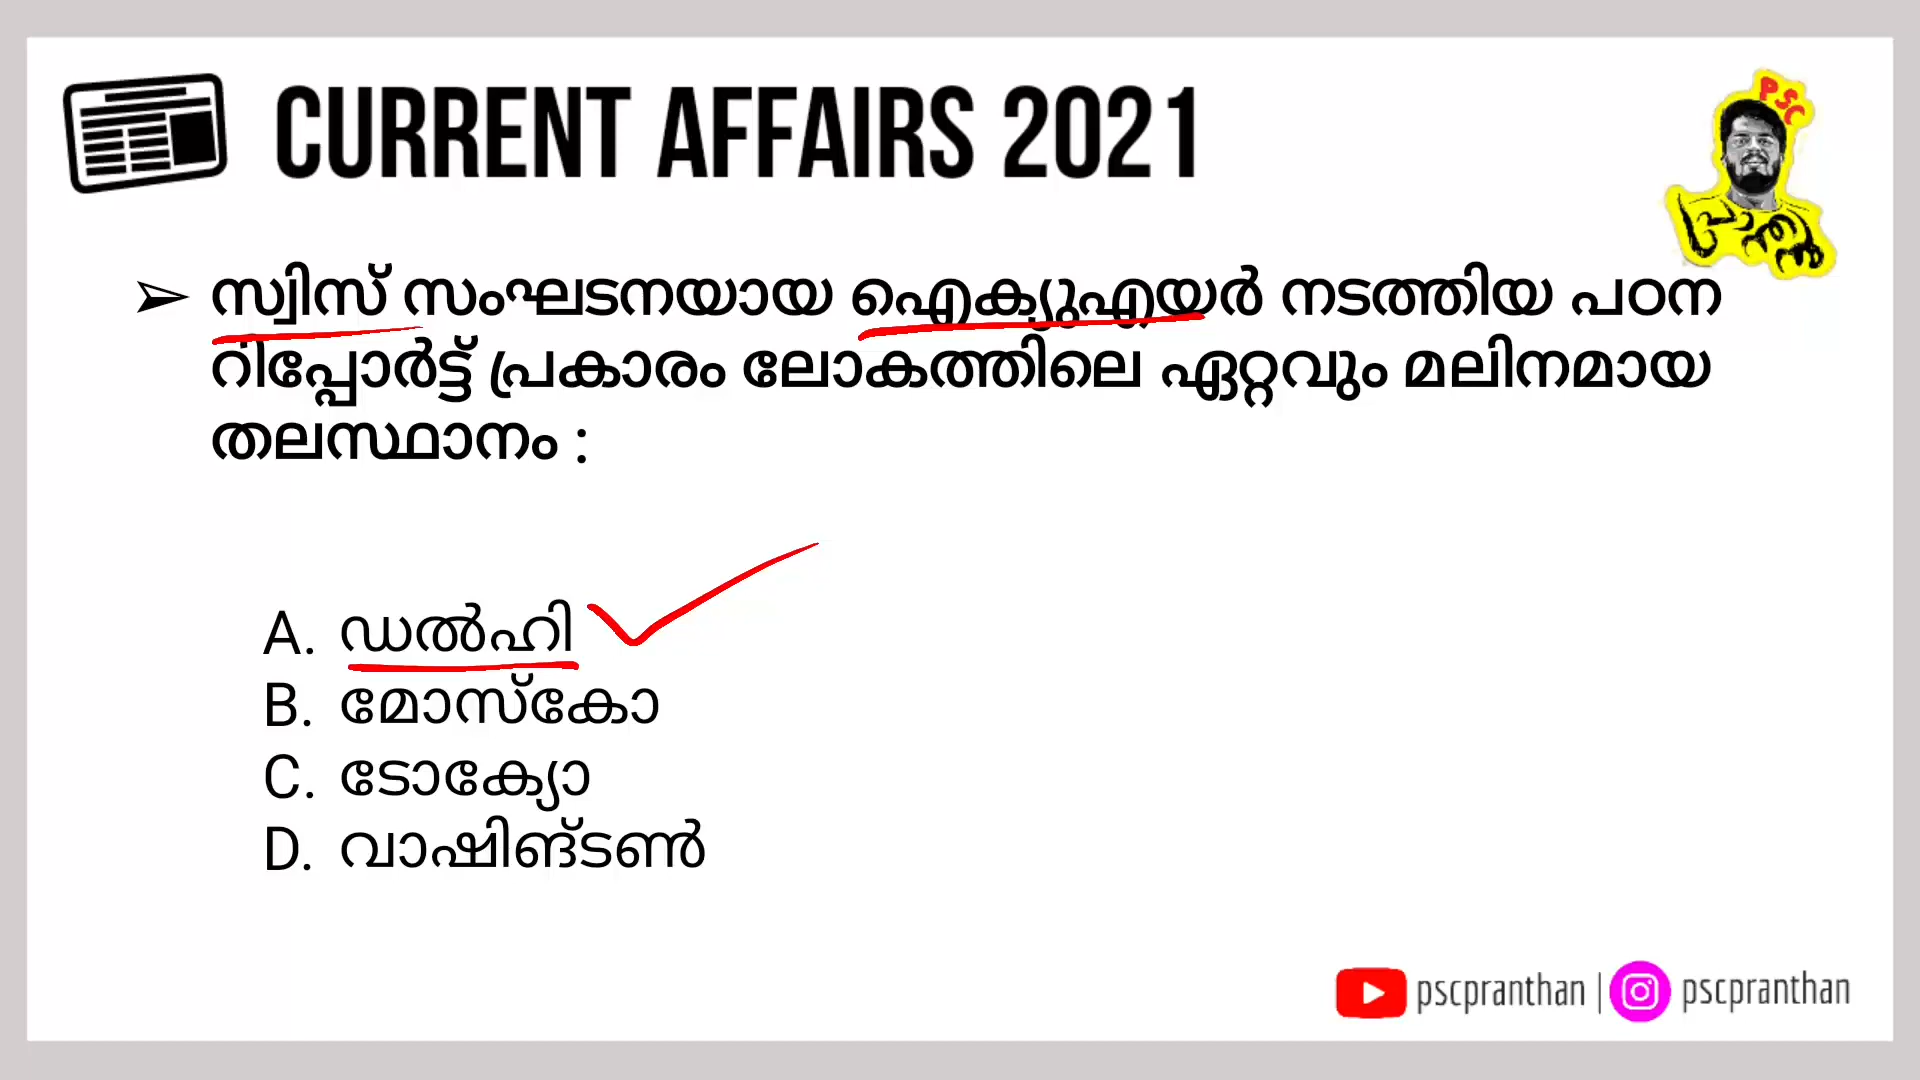 CURRENT AFFAIRS 2021
PSC
പ്രാന്തൻ
➢ സ്വിസ് സംഘടനയായ ഐക്യുഎയർ നടത്തിയ പഠന
റിപ്പോർട്ട് പ്രകാരം ലോകത്തിലെ ഏറ്റവും മലിനമായ
തലസ്ഥാനം :
A. ഡൽഹി
B. മോസ്കോ
C. ടോക്യോ
D. വാഷിങ്ടൺ
pscpranthan | pscpranthan